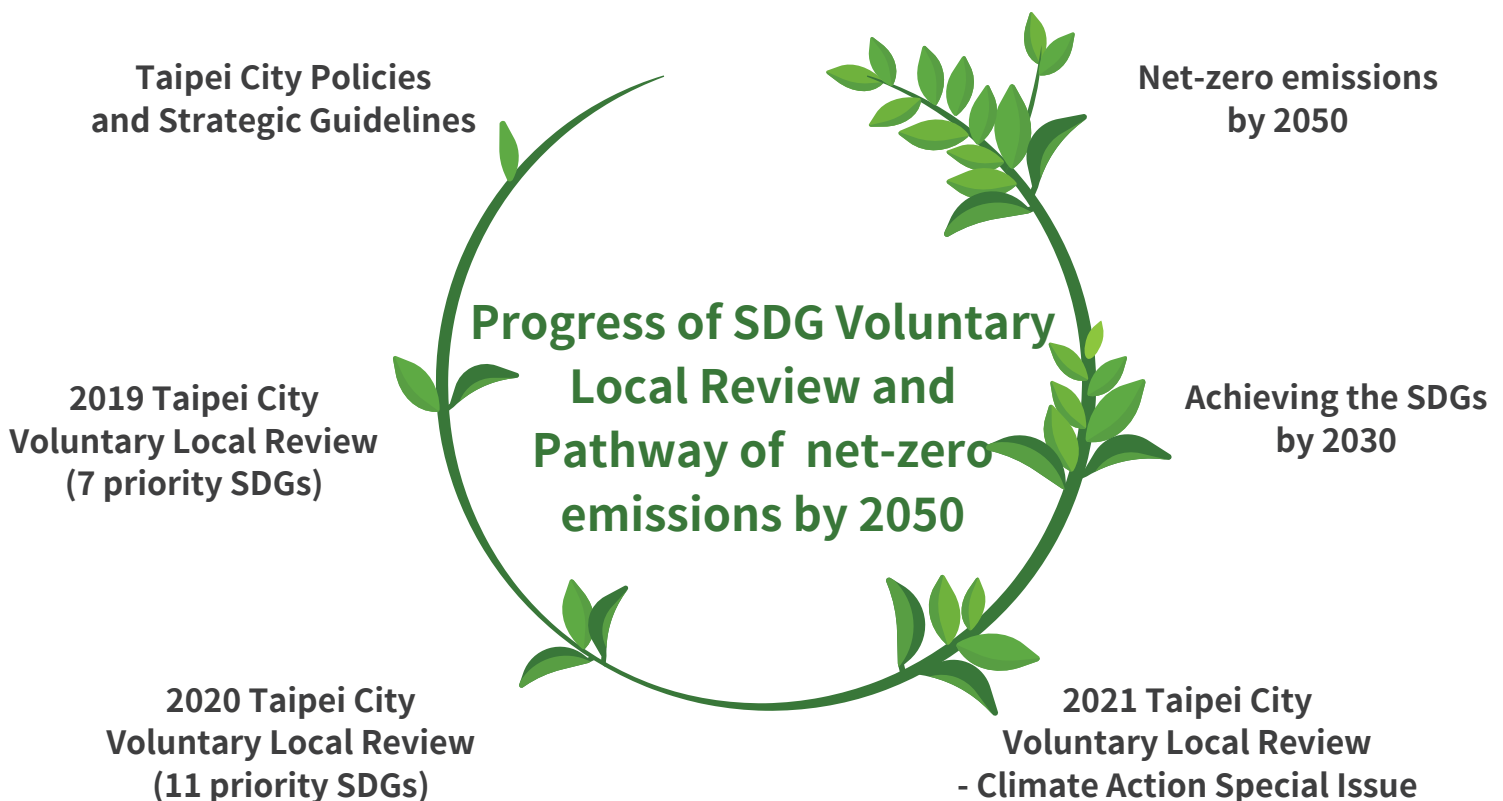 Taipei City Policies
and Strategic Guidelines
2019 Taipei City
Voluntary Local Review
(7 priority SDGs)
2020 Taipei City
Voluntary Local Review
(11 priority SDGs)
2021 Taipei City
Voluntary Local Review
- Climate Action Special Issue
Achieving the SDGs
by 2030
Net-zero emissions
by 2050
Progress of SDG Voluntary
Local Review and
Pathway of net-zero
emissions by 2050